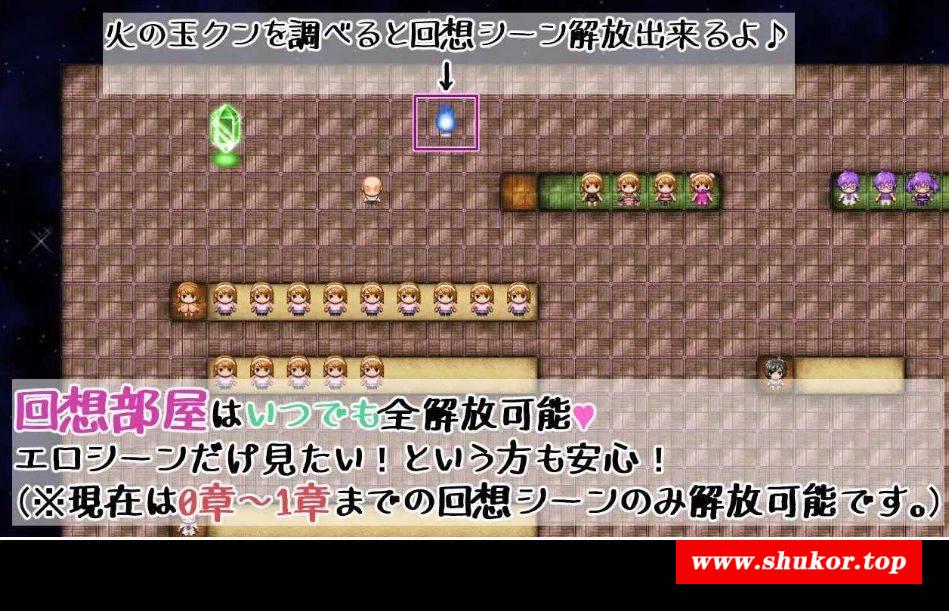 火の玉クンを調べると回想シーン解放出来るよ♪
↓
回想部屋はいつでも全解放可能♥
エロシーンだけ見たい！という方も安心！
(※現在は0章～1章までの回想シーンのみ解放可能です。)
www.shukor.top